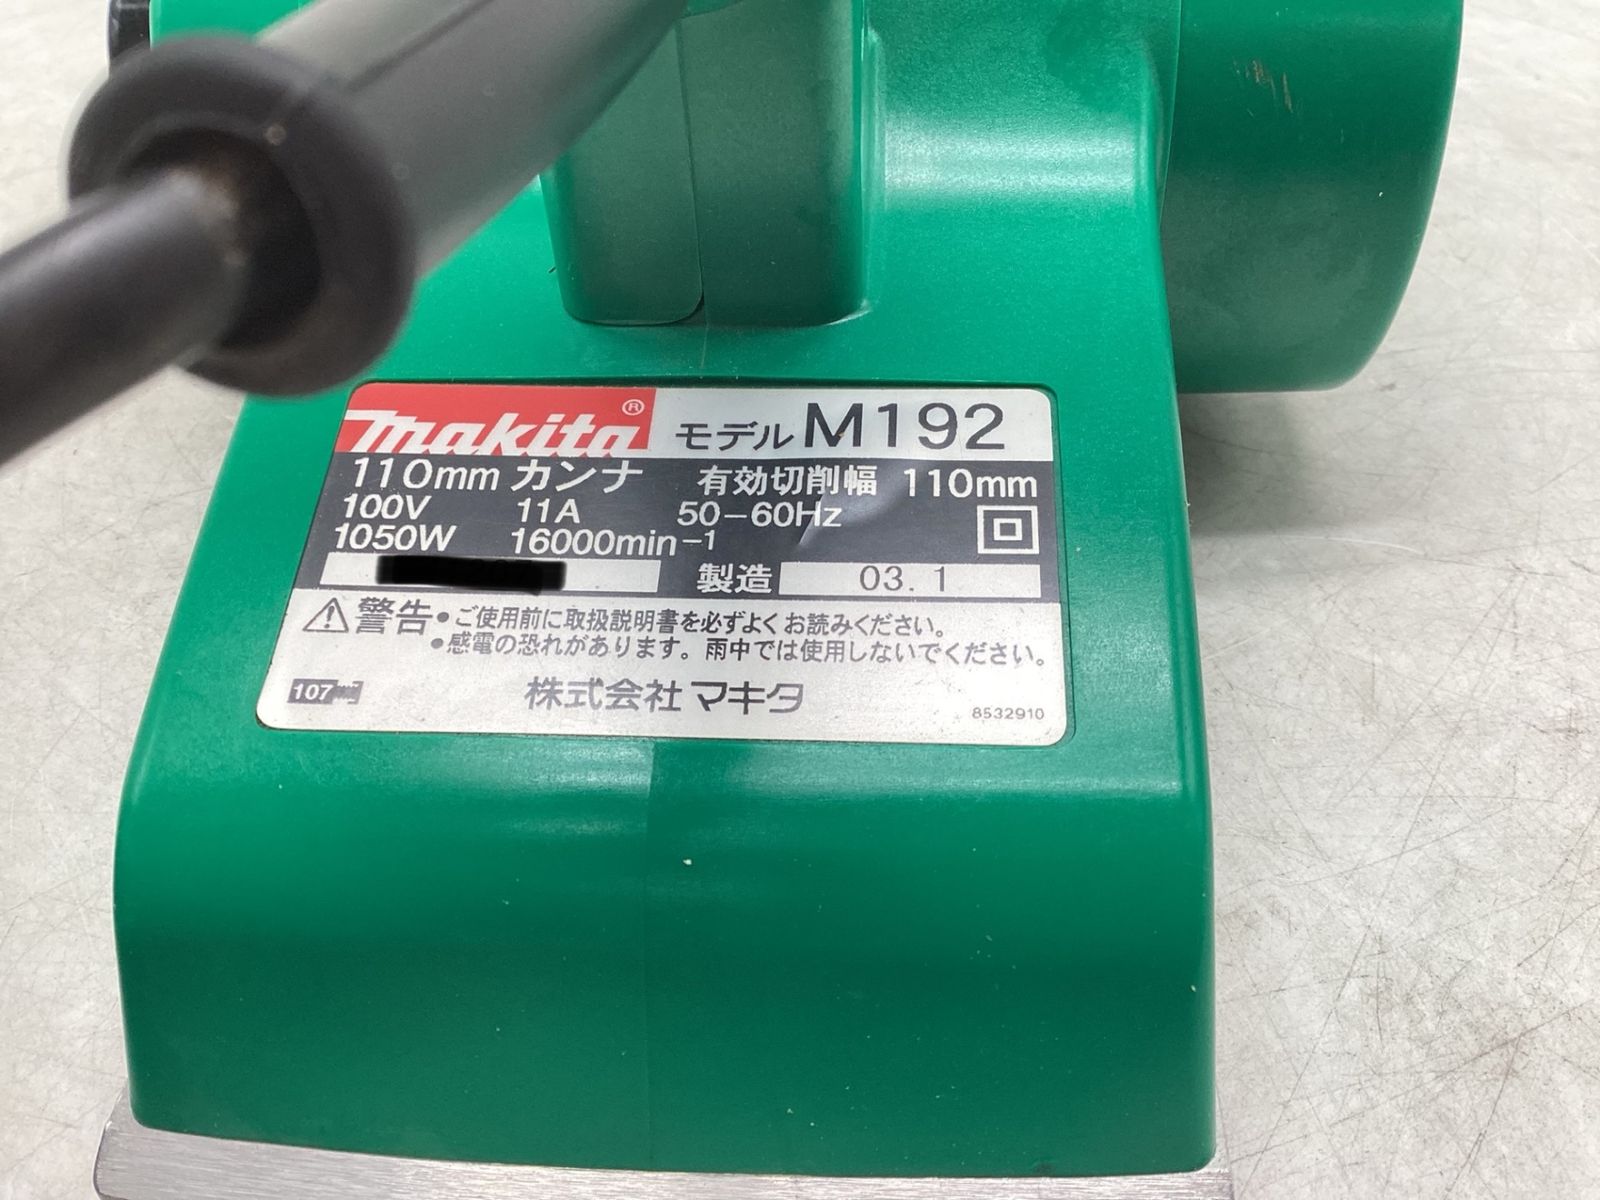 makita® モデル M192
110mm カンナ 有効切削幅 110mm
100V 11A 50-60Hz
1050W 16000min-1
製造 03. 1
警告 •ご使用前に取扱説明書を必ずよくお読みください。
•感電の恐れがあります。雨中では使用しないでください。
107
株式会社 マキタ
8532910